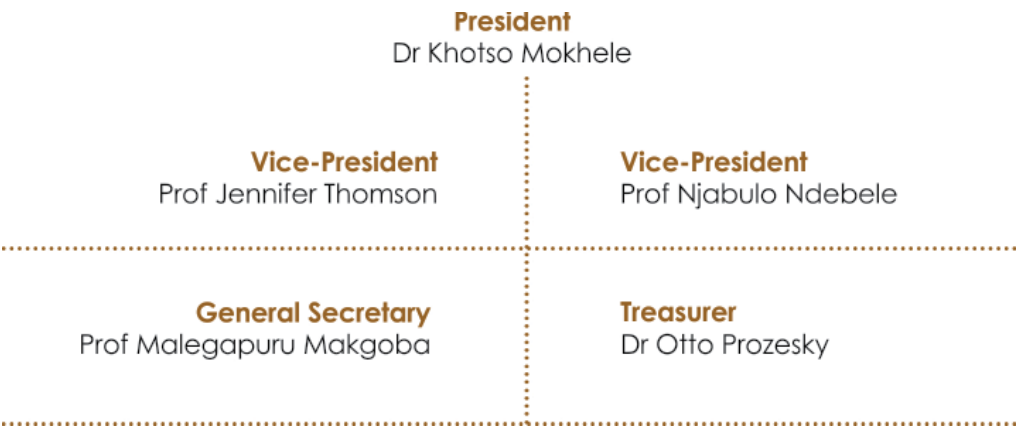 President
Dr Khotso Mokhele
Vice-President
Prof Jennifer Thomson
Vice-President
Prof Njabulo Ndebele
General Secretary
Prof Malegapuru Makgoba
Treasurer
Dr Otto Prozesky